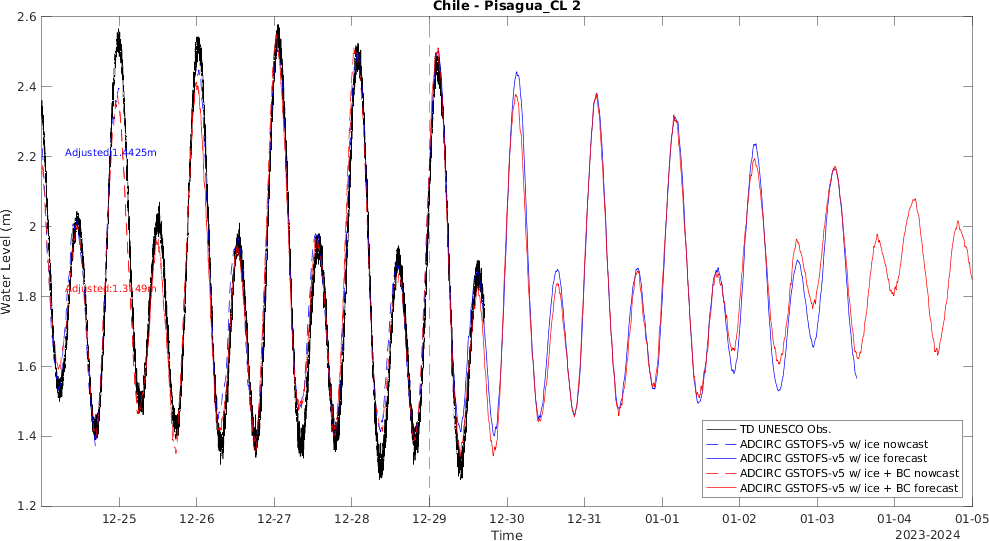 Chile - Pisagua_CL 2
2.6
2.4
2.2
2
1.8
1.6
1.4
1.2
Water Level (m)
Adjusted:1.4425m
TD UNESCO Obs.
ADCIRC GSTOFS-v5 w/ ice nowcast
ADCIRC GSTOFS-v5 w/ ice forecast
ADCIRC GSTOFS-v5 w/ ice + BC nowcast
ADCIRC GSTOFS-v5 w/ ice + BC forecast
12-25 12-26 12-27 12-28 12-29 12-30 12-31 01-01 01-02 01-03 01-04 01-05
Time
2023-2024